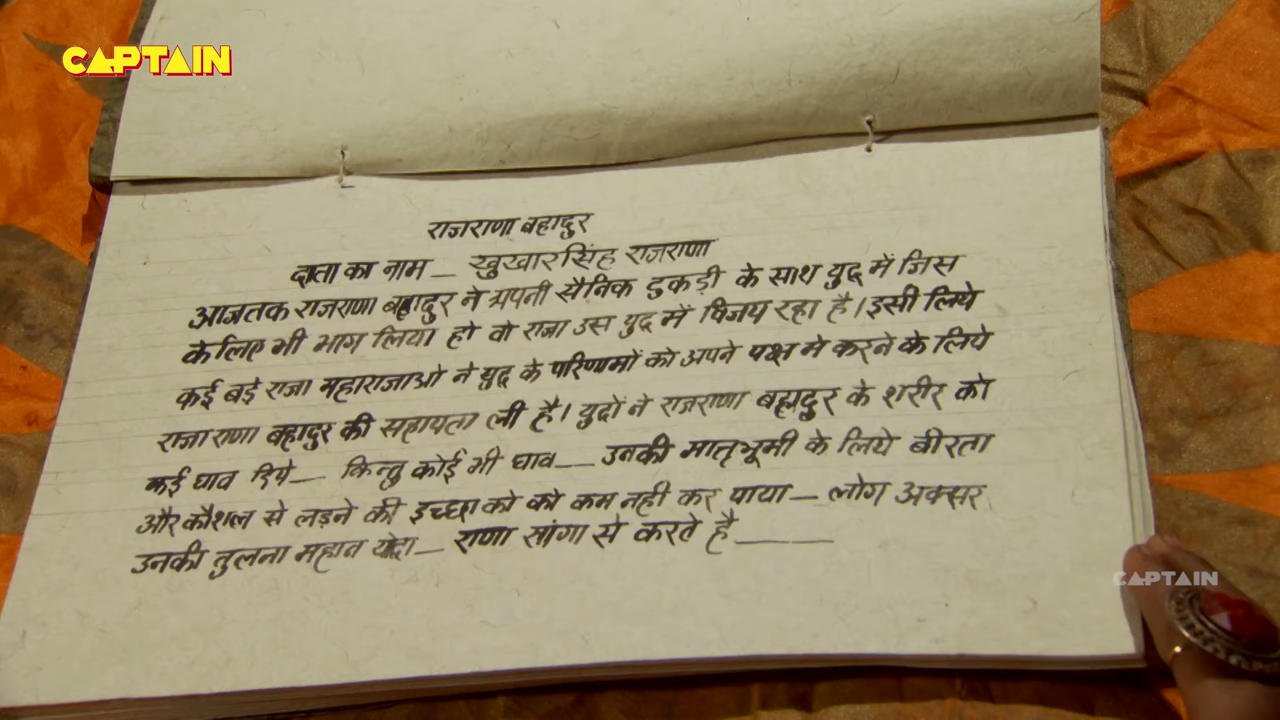 CAPTAIN
राजराणा बहादुर
दाता का नाम _ खुखारसिंह राजराणा
आजतक राजराणा बहादुर ने अपनी सैनिक टुकड़ी के साथ युद्द में जिस
के लिए भी भाग लिया हो वो राजा उस युद्द में विजय रहा है। इसी लिये
कई बड़े राजा महाराजाओ ने युद्द के परिणामों को अपने पक्ष मे करने के लिये
राजा राणा बहादुर की सहायता ली है। युद्दों ने राजराणा बहादुर के शरीर को
कई घाव दिये _ किन्तु कोई भी घाव __ उनकी मातृभूमी के लिये बीरता
और कौशल से लड़ने की इच्छा को को कम नही कर पाया _ लोग अक्सर
उनकी तुलना महान योद्दा _ राणा सांगा से करते है ______
CAPTAIN